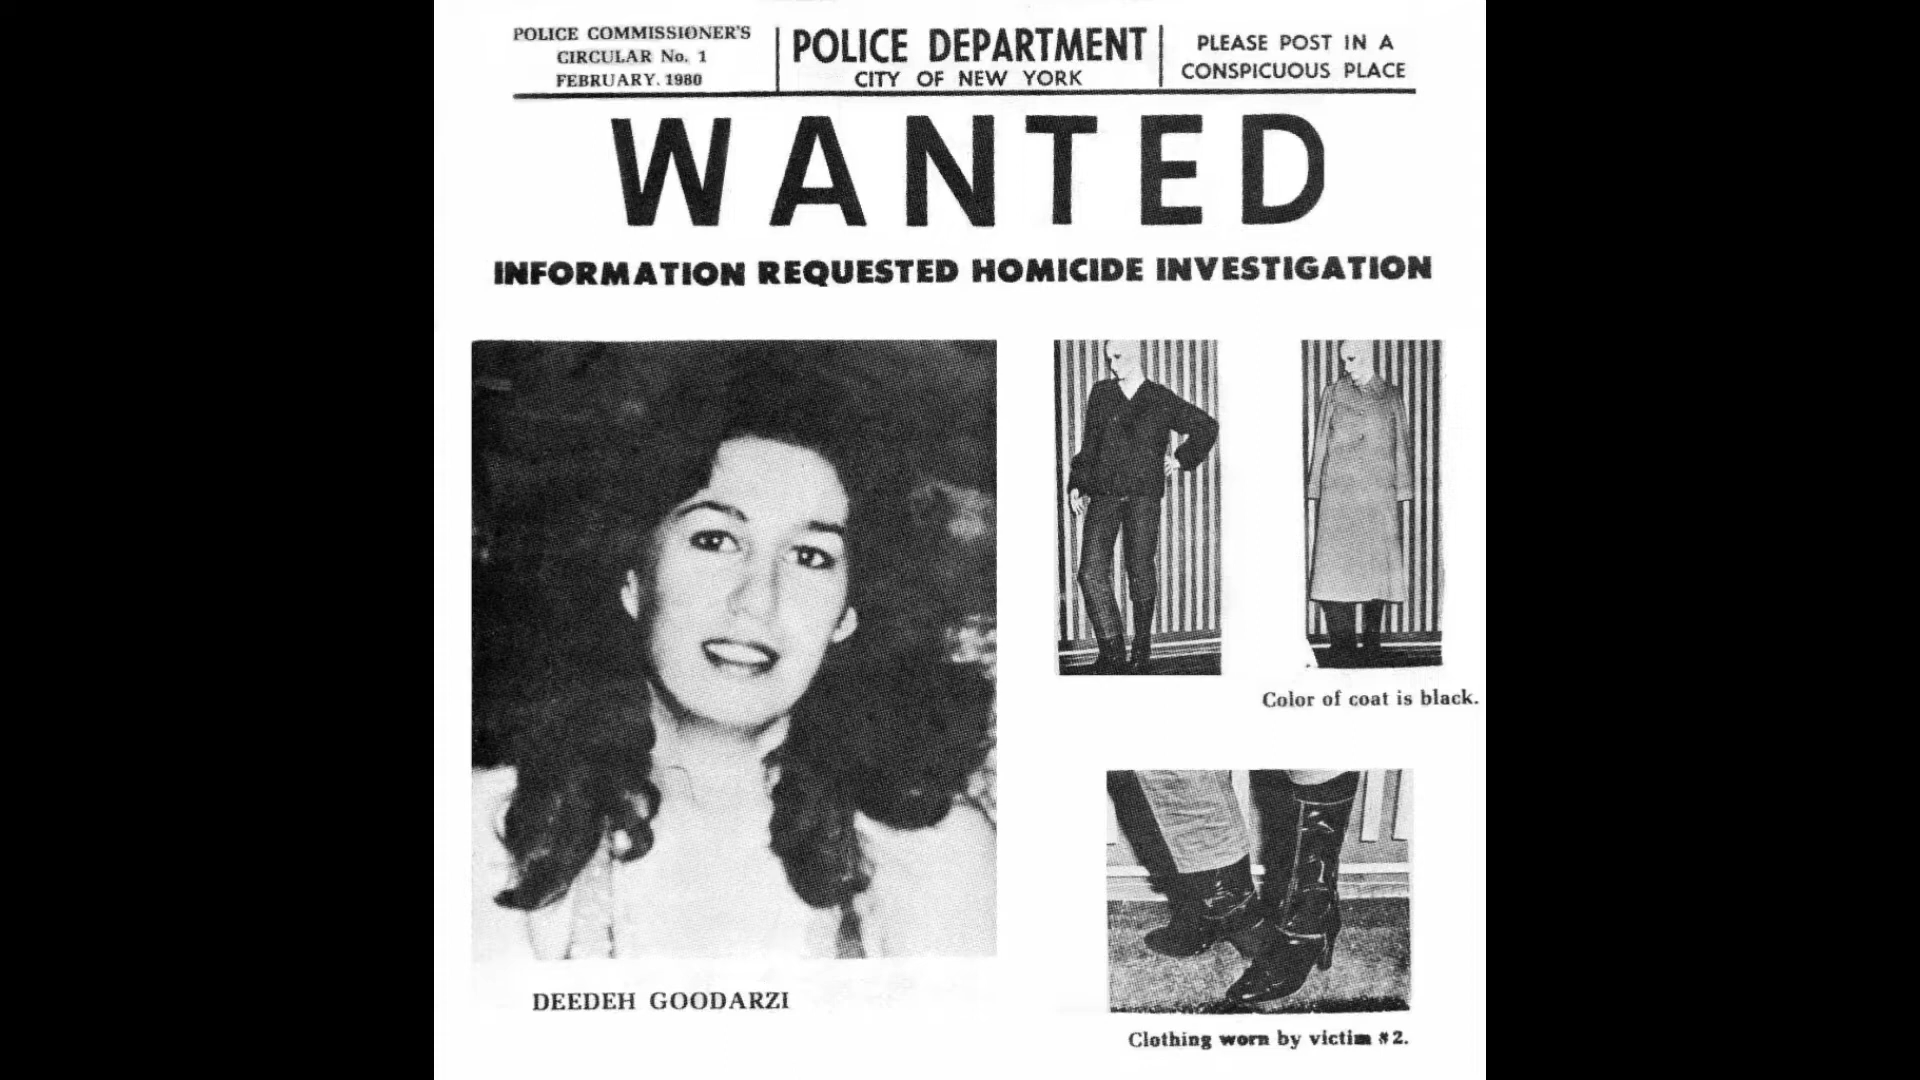 POLICE COMMISSIONER'S
CIRCULAR No. 1
FEBRUARY. 1980
POLICE DEPARTMENT
CITY OF NEW YORK
PLEASE POST IN A
CONSPICUOUS PLACE
WANTED
INFORMATION REQUESTED HOMICIDE INVESTIGATION
Color of coat is black.
DEEDEH GOODARZI
Clothing worn by victim #2.